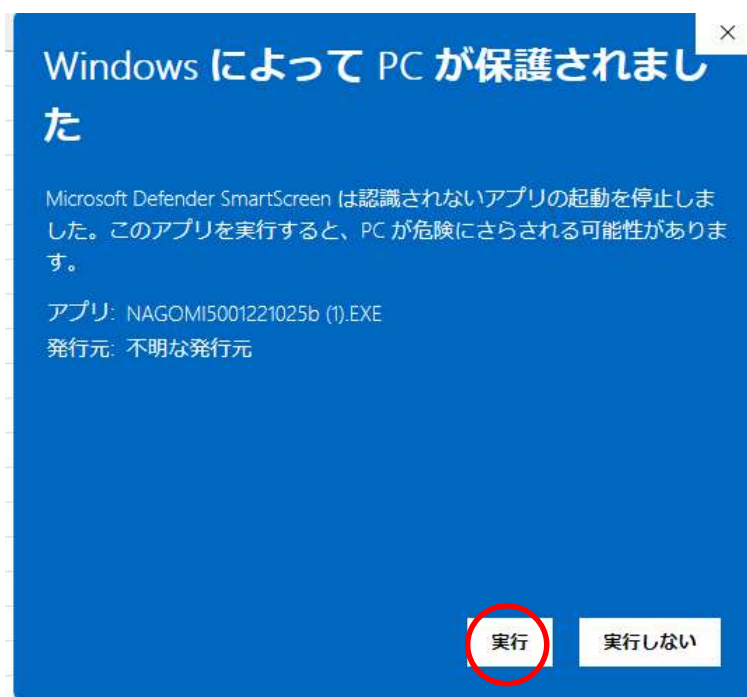 Windows によって PC が保護されまし
た
Microsoft Defender SmartScreen は認識されないアプリの起動を停止しま
した。このアプリを実行すると、PC が危険にさらされる可能性がありま
す。
アプリ: NAGOMI5001221025b (1).EXE
発行元: 不明な発行元
実行 実行しない